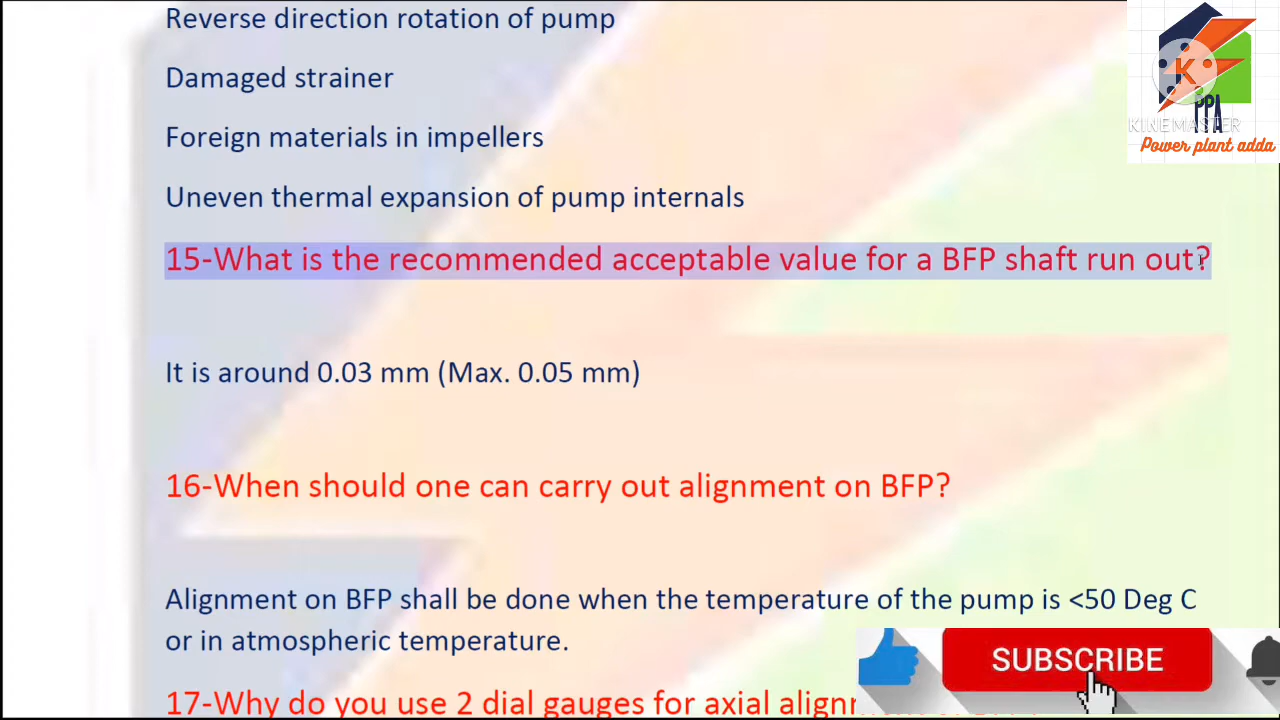 Reverse direction rotation of pump
Damaged strainer
Foreign materials in impellers
Uneven thermal expansion of pump internals
15-What is the recommended acceptable value for a BFP shaft run out?
It is around 0.03 mm (Max. 0.05 mm)
16-When should one can carry out alignment on BFP?
Alignment on BFP shall be done when the temperature of the pump is <50 Deg C
or in atmospheric temperature.
17-Why do you use 2 dial gauges for axial
K
PPA
KINEMASTER
Power plant adda
SUBSCRIBE